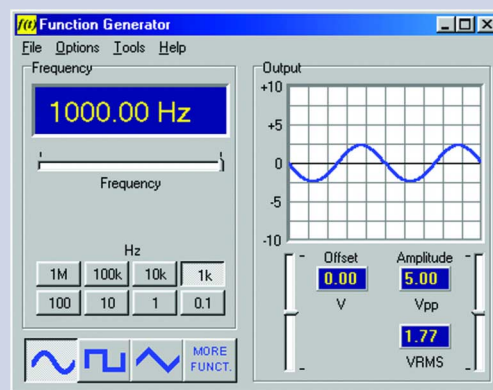 f(t) Function Generator
File Options Tools Help
Frequency
1000.00 Hz
Frequency
Hz
1M 100k 10k 1k
100 10 1 0.1
MORE
FUNCT.
Output
+10
+5
0
-5
-10
Offset Amplitude
0.00 5.00
V Vpp
1.77
VRMS